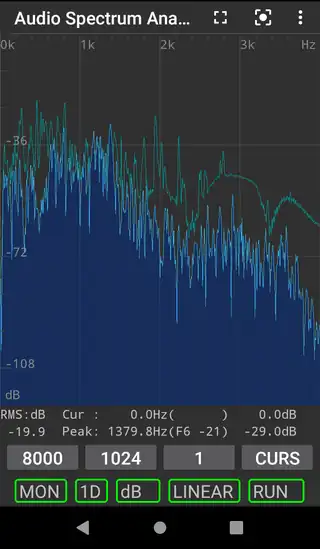 Audio Spectrum Ana...
0k 1k 2k 3k Hz
-36
-72
-108
dB
RMS:dB Cur : 0.0Hz( ) 0.0dB
-19.9 Peak: 1379.8Hz(F6 -21) -29.0dB
8000 1024 1 CURS
MON 1D dB LINEAR RUN